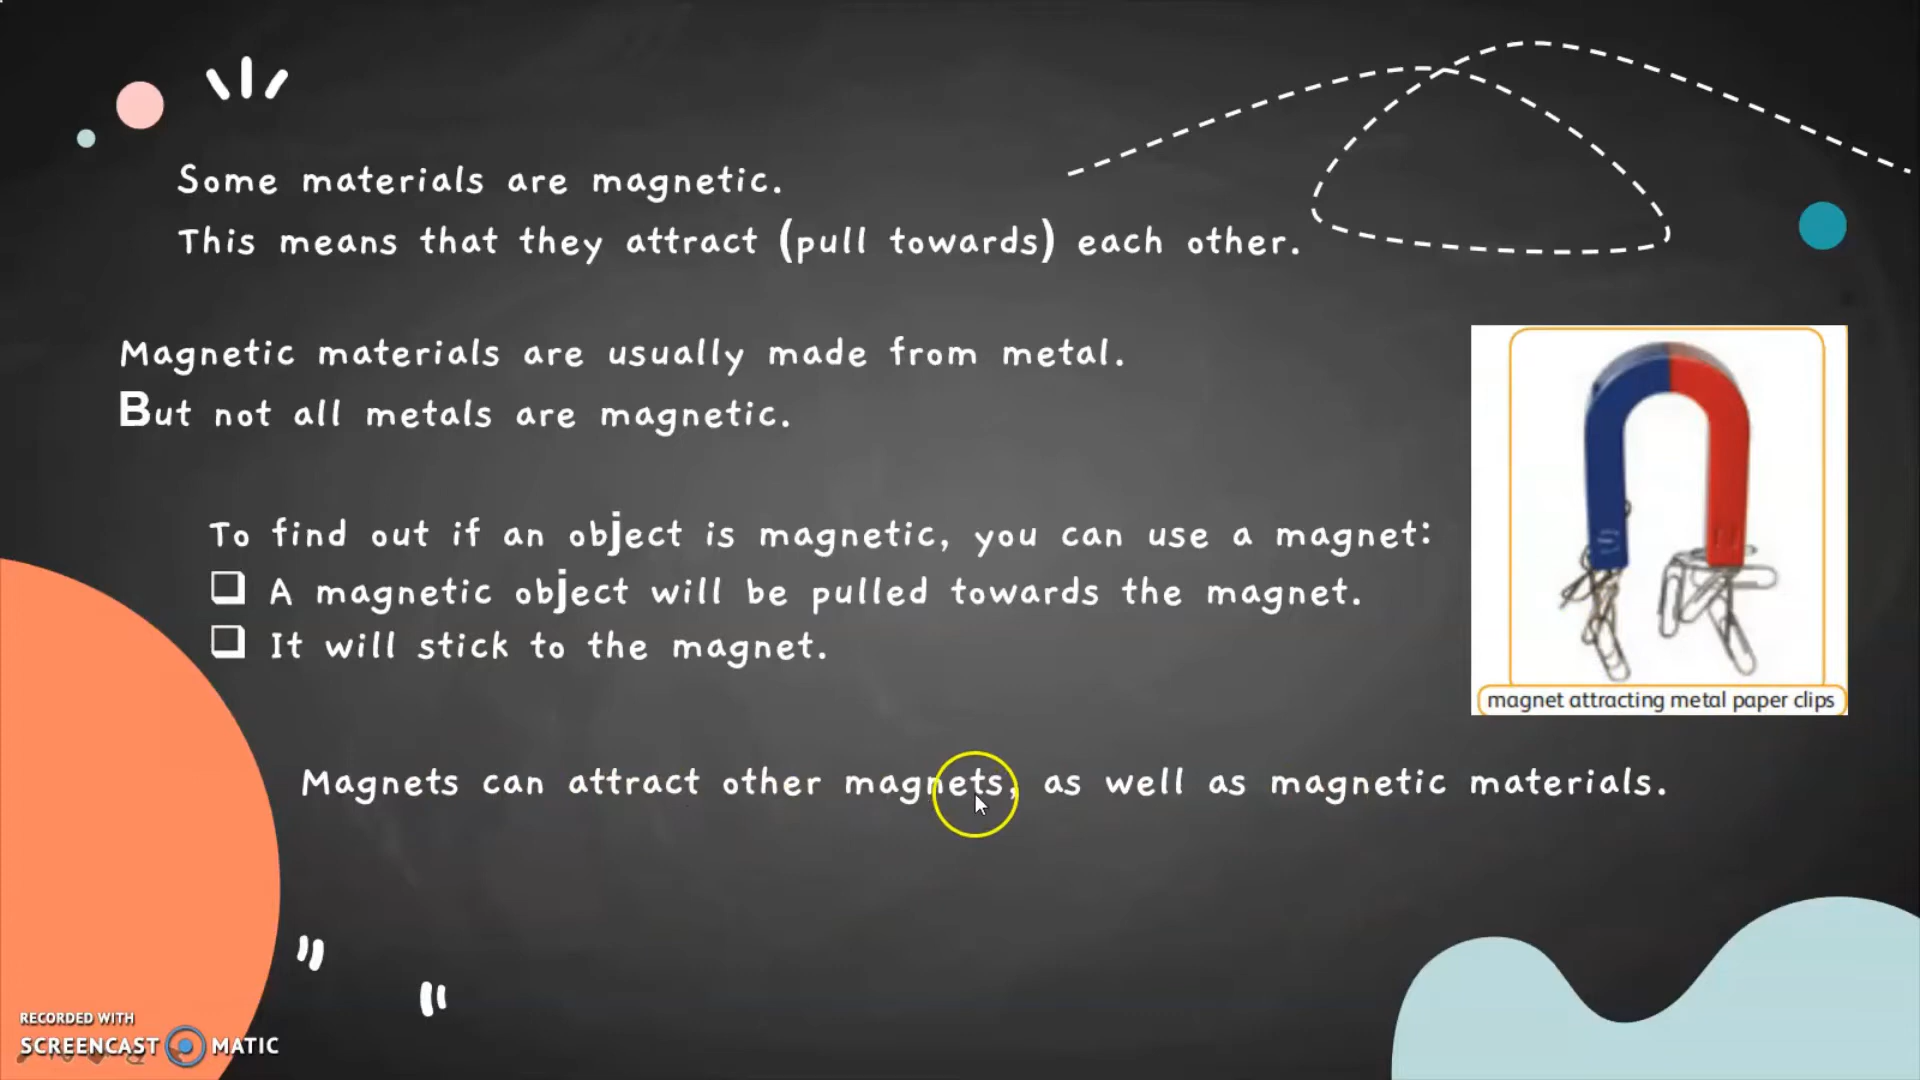 Some materials are magnetic.
This means that they attract (pull towards) each other.
Magnetic materials are usually made from metal.
But not all metals are magnetic.
To find out if an object is magnetic, you can use a magnet:
A magnetic object will be pulled towards the magnet.
It will stick to the magnet.
magnet attracting metal paper clips
Magnets can attract other magnets, as well as magnetic materials.
RECORDED WITH
SCREENCAST MATIC